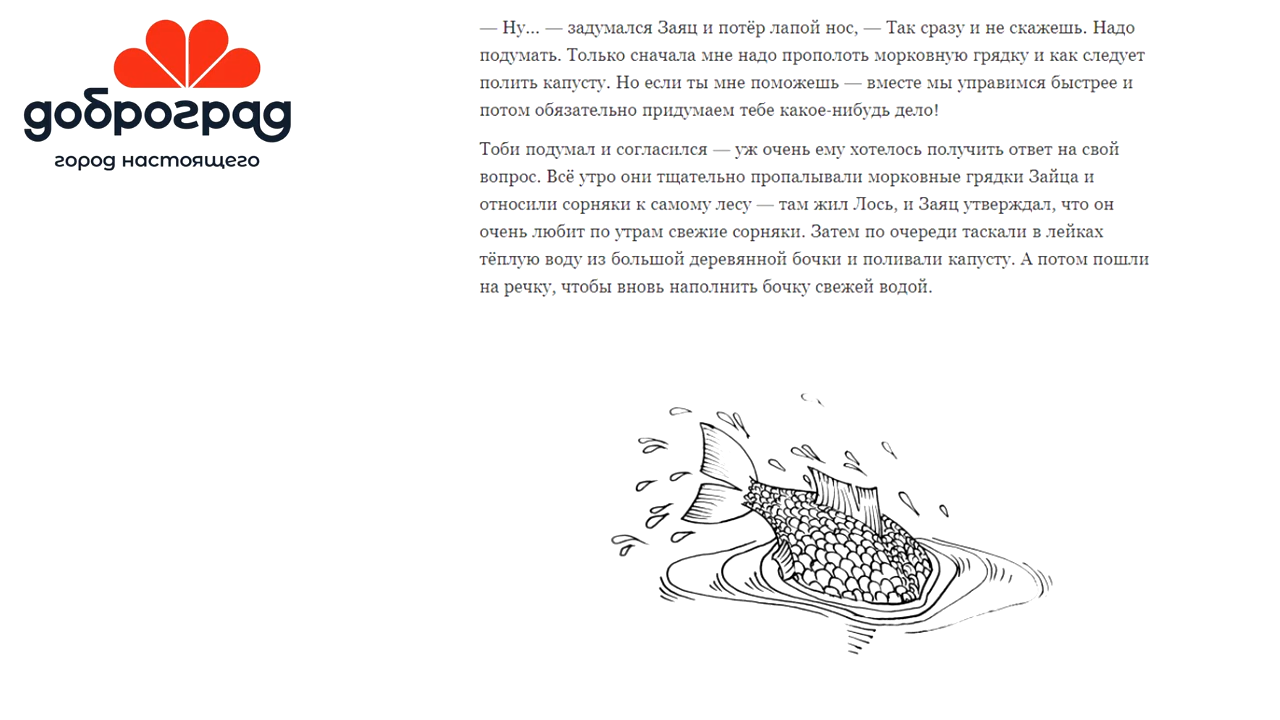 доброград
город настоящего
— Ну... — задумался Заяц и потёр лапой нос, — Так сразу и не скажешь. Надо
подумать. Только сначала мне надо прополоть морковную грядку и как следует
полить капусту. Но если ты мне поможешь — вместе мы управимся быстрее и
потом обязательно придумаем тебе какое-нибудь дело!
Тоби подумал и согласился — уж очень ему хотелось получить ответ на свой
вопрос. Всё утро они тщательно пропалывали морковные грядки Зайца и
относили сорняки к самому лесу — там жил Лось, и Заяц утверждал, что он
очень любит по утрам свежие сорняки. Затем по очереди таскали в лейках
тёплую воду из большой деревянной бочки и поливали капусту. А потом пошли
на речку, чтобы вновь наполнить бочку свежей водой.